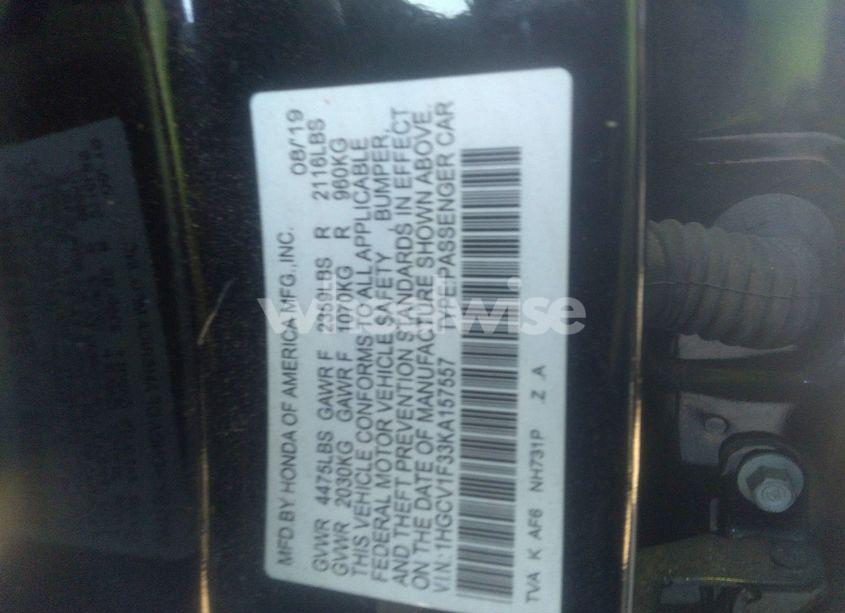 MFD BY HONDA OF AMERICA MFG., INC. 08/19
GVWR 4475LBS GAWR F 2359LBS R 2116LBS
GVWR 2030KG GAWR F 1070KG R 960KG
THIS VEHICLE CONFORMS TO ALL APPLICABLE
FEDERAL MOTOR VEHICLE SAFETY , BUMPER,
AND THEFT PREVENTION STANDARDS IN EFFECT
ON THE DATE OF MANUFACTURE SHOWN ABOVE.
V I N: 1HGCV1F33KA157557 TYPE:PASSENGER CAR
TVA K AF6 NH731P Z A